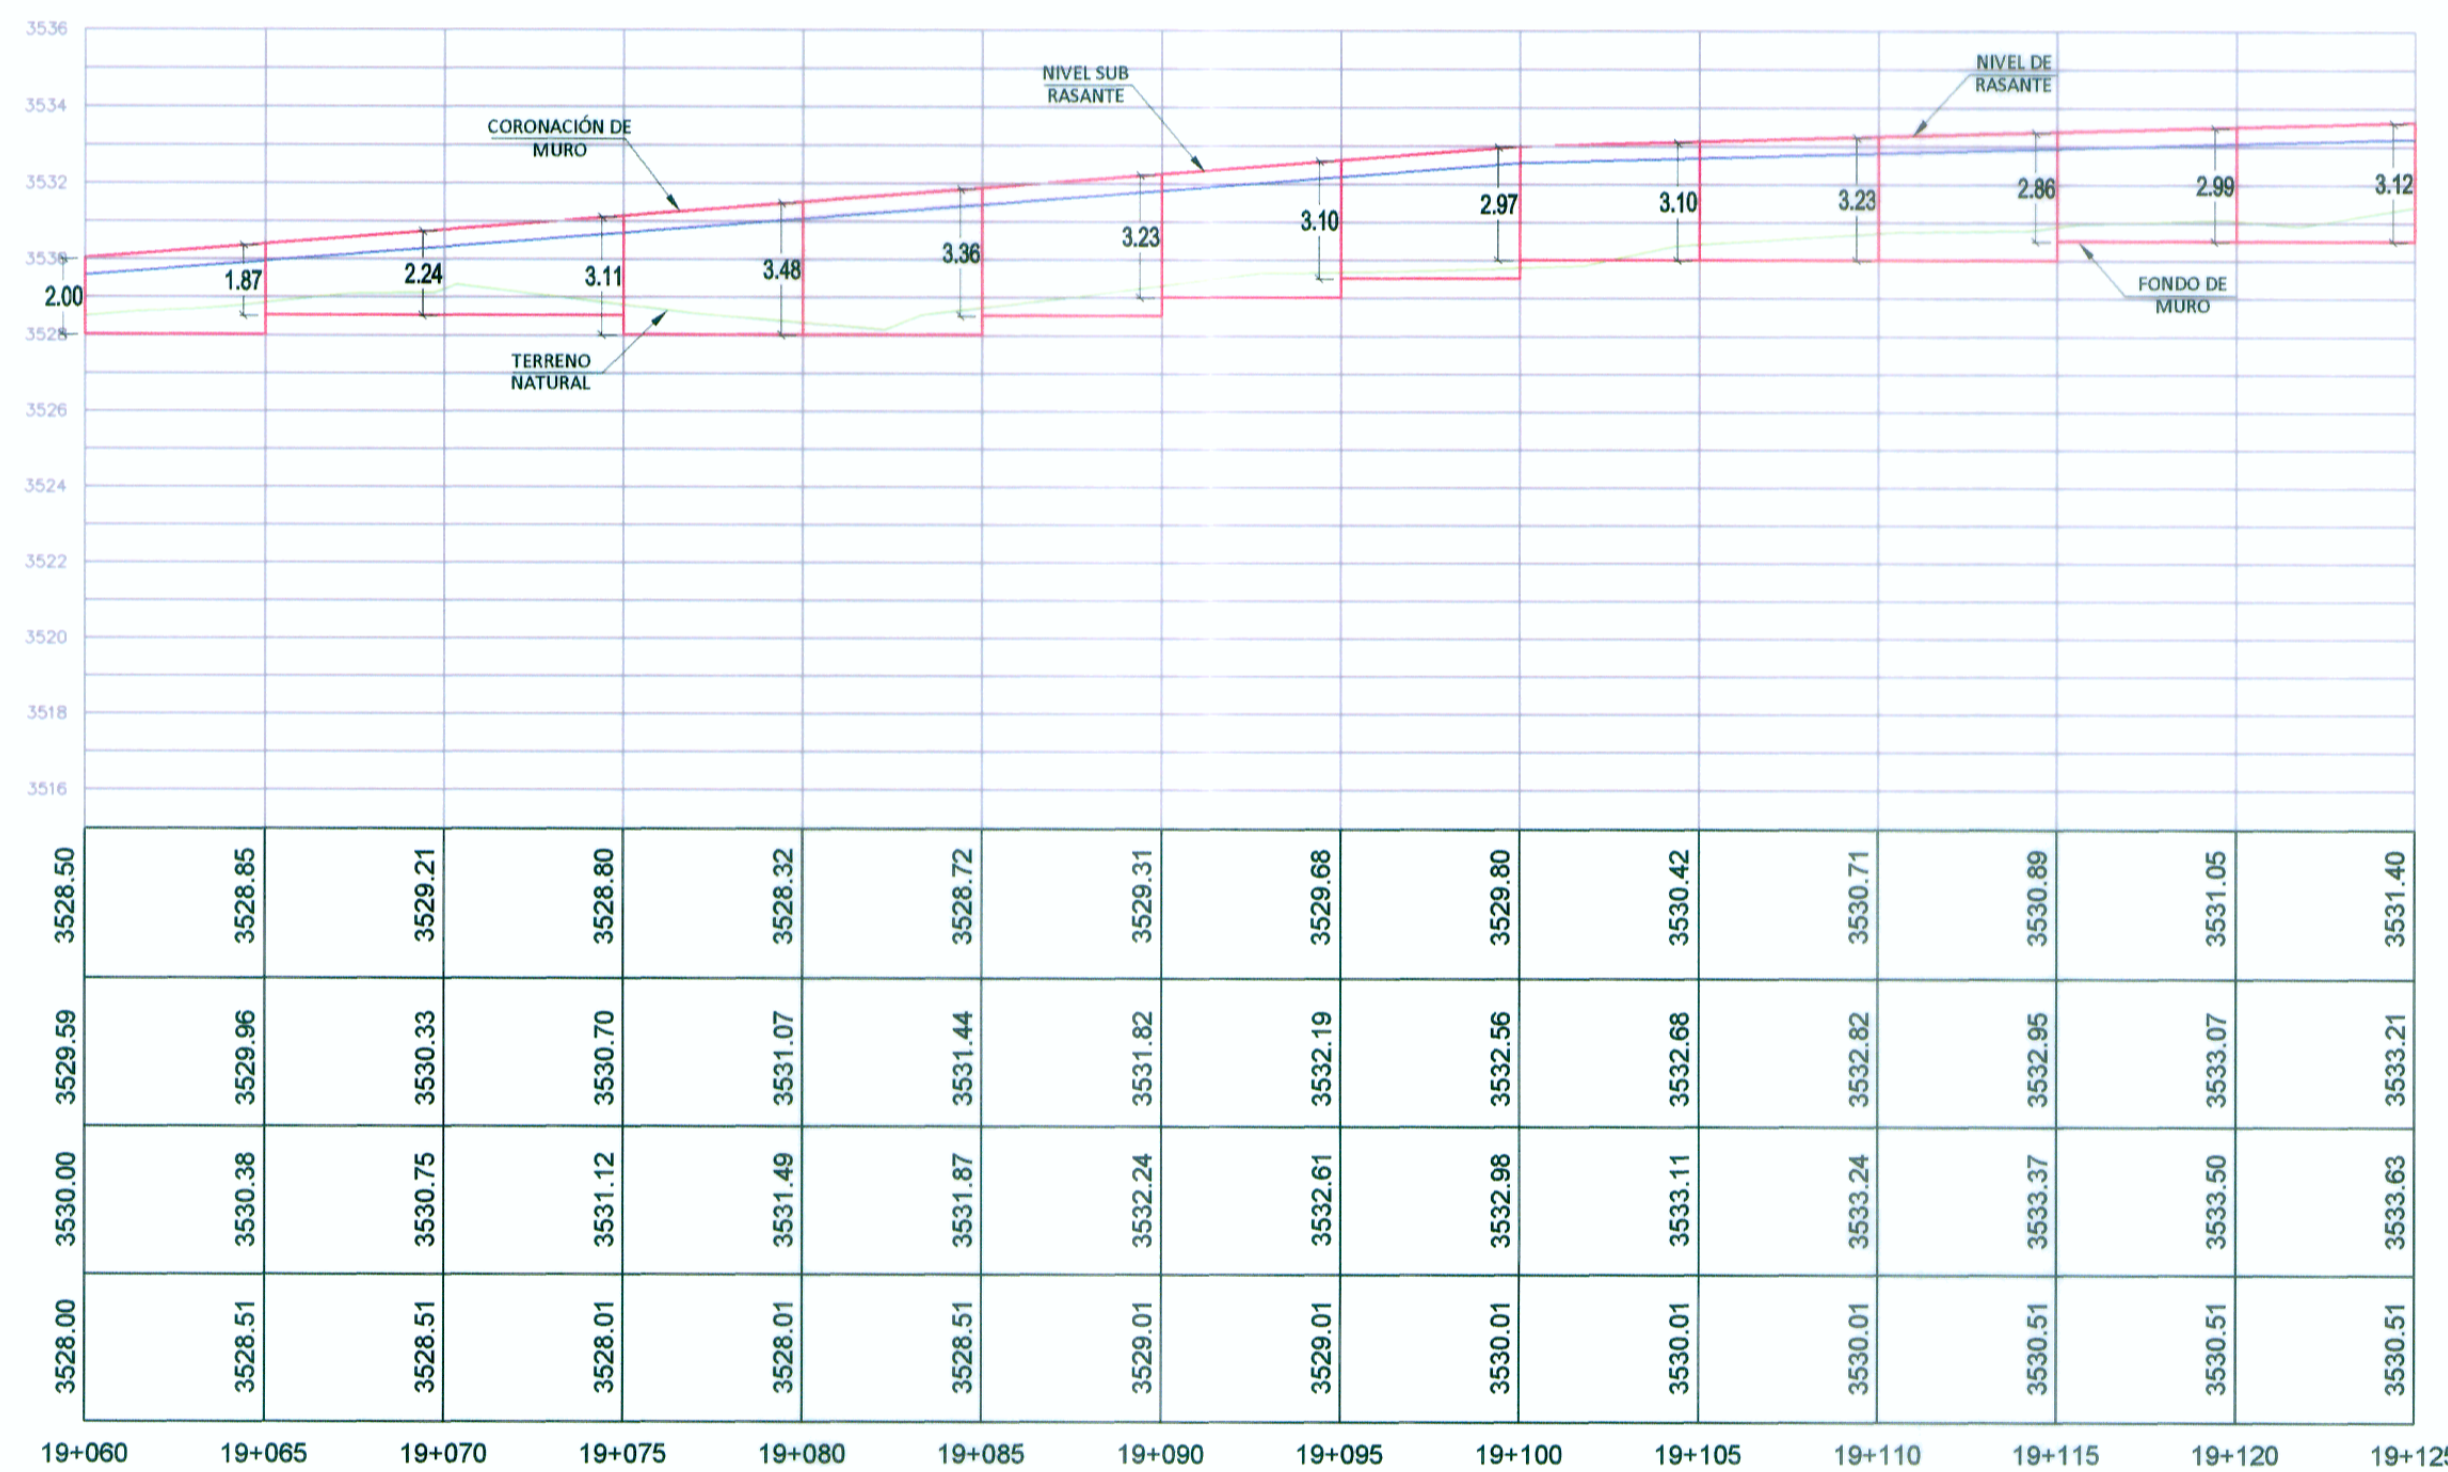 3536
3534
3532
3530
3528
3526
3524
3522
3520
3518
3516
CORONACIÓN DE
MURO
NIVEL SUB
RASANTE
NIVEL DE
RASANTE
TERRENO
NATURAL
FONDO DE
MURO
2.00 1.87 2.24 3.11 3.48 3.36 3.23 3.10 2.97 3.10 3.23 2.86 2.99 3.12
3528.50 3528.85 3529.21 3528.80 3528.32 3528.72 3529.31 3529.68 3529.80 3530.42 3530.71 3530.89 3531.05 3531.40
3529.59 3529.96 3530.33 3530.70 3531.07 3531.44 3531.82 3532.19 3532.56 3532.68 3532.82 3532.95 3533.07 3533.21
3530.00 3530.38 3530.75 3531.12 3531.49 3531.87 3532.24 3532.61 3532.98 3533.11 3533.24 3533.37 3533.50 3533.63
3528.00 3528.51 3528.51 3528.01 3528.01 3528.51 3529.01 3529.01 3530.01 3530.01 3530.01 3530.51 3530.51 3530.51
19+060 19+065 19+070 19+075 19+080 19+085 19+090 19+095 19+100 19+105 19+110 19+115 19+120 19+125